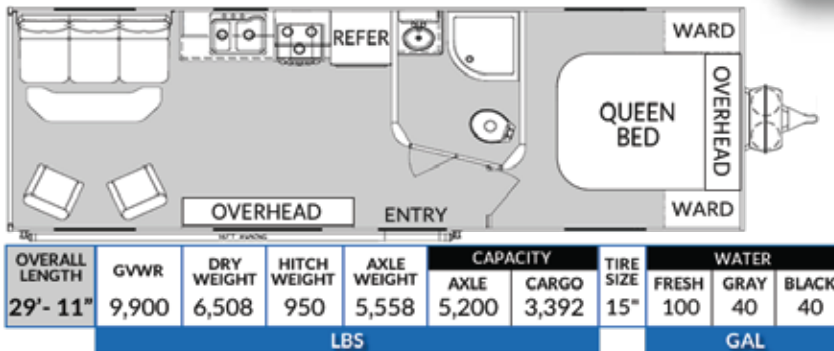 REFER
WARD
QUEEN
BED
OVERHEAD
WARD
OVERHEAD
ENTRY
OVERALL LENGTH
29'- 11"
GVWR
9,900
DRY WEIGHT
6,508
HITCH WEIGHT
950
AXLE WEIGHT
5,558
CAPACITY
AXLE
5,200
CARGO
3,392
TIRE SIZE
15"
WATER
FRESH
100
GRAY
40
BLACK
40
LBS
GAL